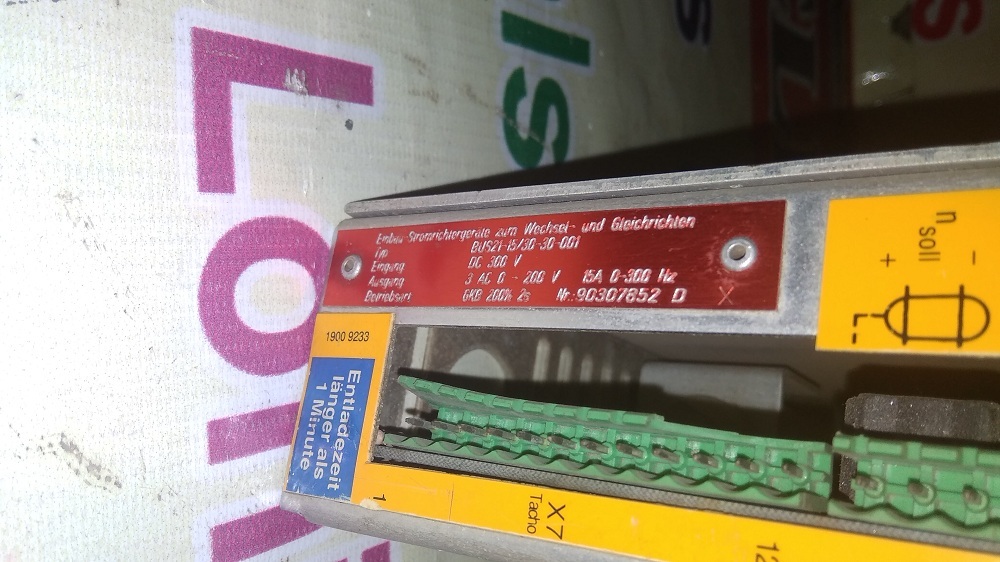 Einbau-Stromrichtergeräte zum Wechsel- und Gleichrichten
Typ BUS21-15/30-30-001
Eingang DC 300 V
Ausgang 3 AC 0 - 200 V 15A 0-300 Hz
Betriebsart GKB 200% 2s Nr.: 90307652 D X
1900 9233
Entladezeit
länger als
1 Minute
n soll
+ -
1
X7
Tacho
12